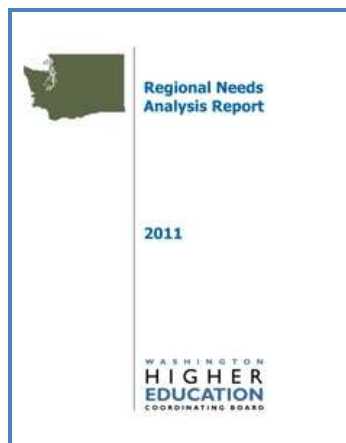 Regional Needs
Analysis Report
2011
WASHINGTON
HIGHER
EDUCATION
COORDINATING BOARD